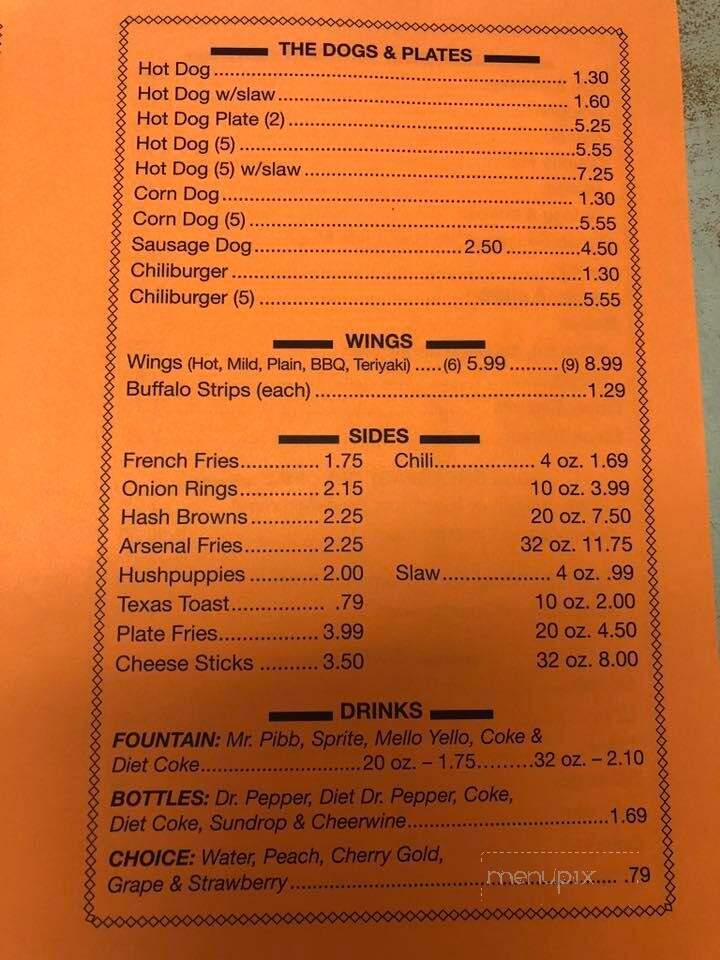 THE DOGS & PLATES
Hot Dog.......................................................... 1.30
Hot Dog w/slaw................................................ 1.60
Hot Dog Plate (2)................................................5.25
Hot Dog (5)........................................................5.55
Hot Dog (5) w/slaw.............................................7.25
Corn Dog.......................................................... 1.30
Corn Dog (5)......................................................5.55
Sausage Dog...................................2.50.............4.50
Chiliburger..........................................................1.30
Chiliburger (5).....................................................5.55
WINGS
Wings (Hot, Mild, Plain, BBQ, Teriyaki).....(6) 5.99.........(9) 8.99
Buffalo Strips (each).............................................1.29
SIDES
French Fries............. 1.75 Chili.................. 4 oz. 1.69
Onion Rings............. 2.15 10 oz. 3.99
Hash Browns........... 2.25 20 oz. 7.50
Arsenal Fries............ 2.25 32 oz. 11.75
Hushpuppies........... 2.00 Slaw................... 4 oz. .99
Texas Toast............... .79 10 oz. 2.00
Plate Fries................ 3.99 20 oz. 4.50
Cheese Sticks.......... 3.50 32 oz. 8.00
DRINKS
FOUNTAIN: Mr. Pibb, Sprite, Mello Yello, Coke &
Diet Coke..........................20 oz. – 1.75.........32 oz. – 2.10
BOTTLES: Dr. Pepper, Diet Dr. Pepper, Coke,
Diet Coke, Sundrop & Cheerwine.................................1.69
CHOICE: Water, Peach, Cherry Gold,
Grape & Strawberry..................................................... .79
menupix